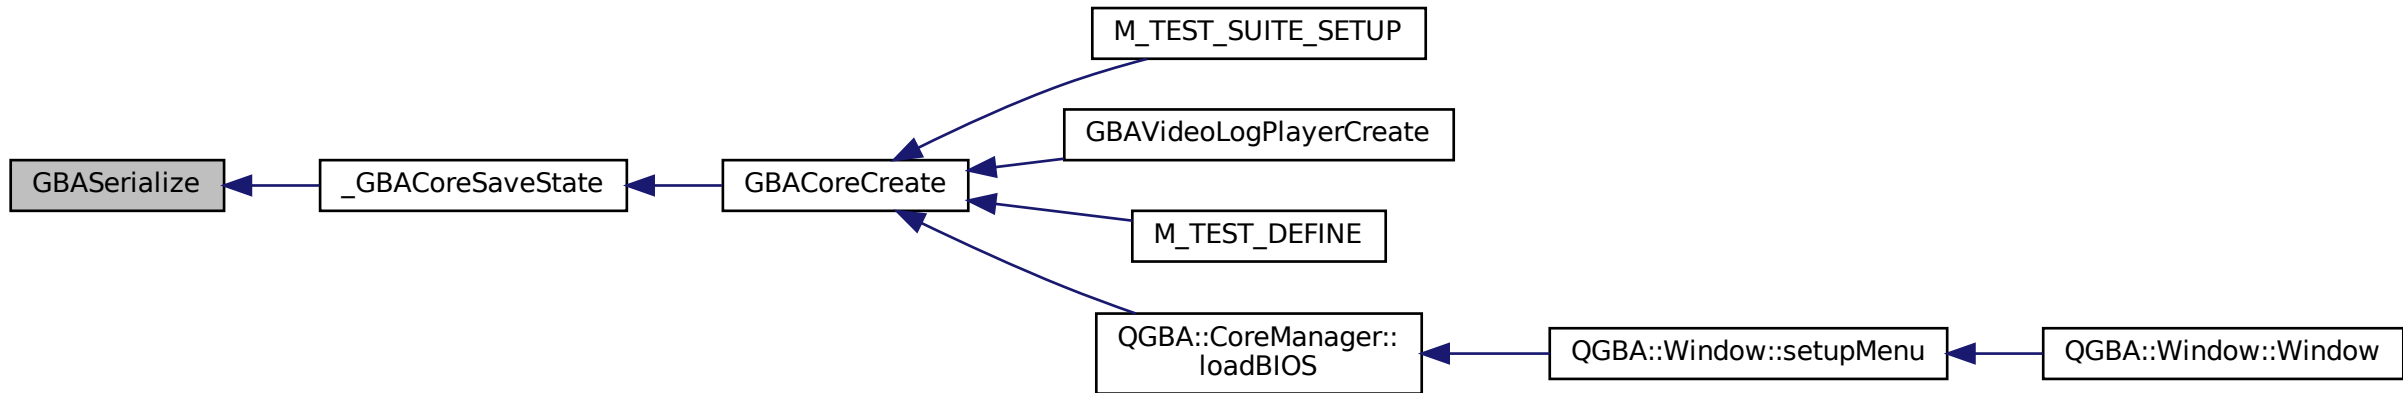 M_TEST_SUITE_SETUP
GBAVideoLogPlayerCreate
GBASerialize
_GBACoreSaveState
GBACoreCreate
M_TEST_DEFINE
QGBA::CoreManager::
loadBIOS
QGBA::Window::setupMenu
QGBA::Window::Window